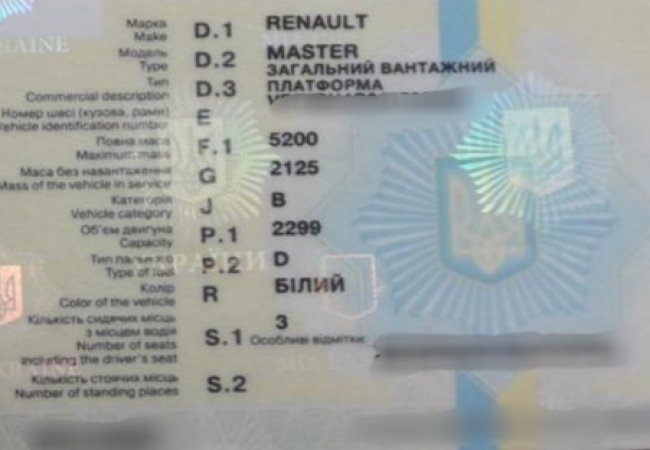 Марка
Make D.1 RENAULT
Модель
Type D.2 MASTER
ЗАГАЛЬНИЙ ВАНТАЖНИЙ
Тип
Commercial description D.3 ПЛАТФОРМА
Номер шасі (кузова, рами)
Vehicle identification number E
Повна маса
Maximum mass F.1 5200
Маса без навантаження
Mass of the vehicle in service G 2125
Категорія
Vehicle category J B
Об'єм двигуна
Capacity P.1 2299
Тип пального
Type of fuel P.2 D
Колір
Color of the vehicle R БІЛИЙ
Кількість сидячих місць
з місцем водія
Number of seats
including the driver's seat S.1 3 Особливі відмітки:
Кількість стоячих місць
Number of standing places S.2